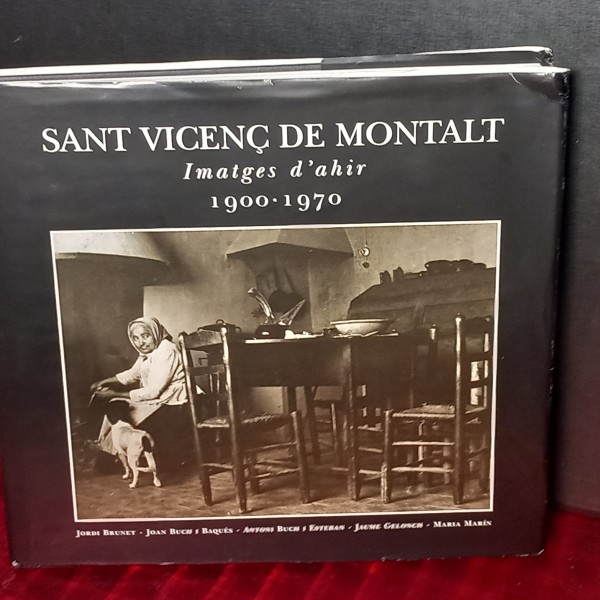 SANT VICENÇ DE MONTALT
Imatges d'ahir
1900·1970
JORDI BRUNET - JOAN BUCH I BAQUÉS - ANTONI BUCH I ESTEBAN - JAUME GELONCH - MARIA MARÍN